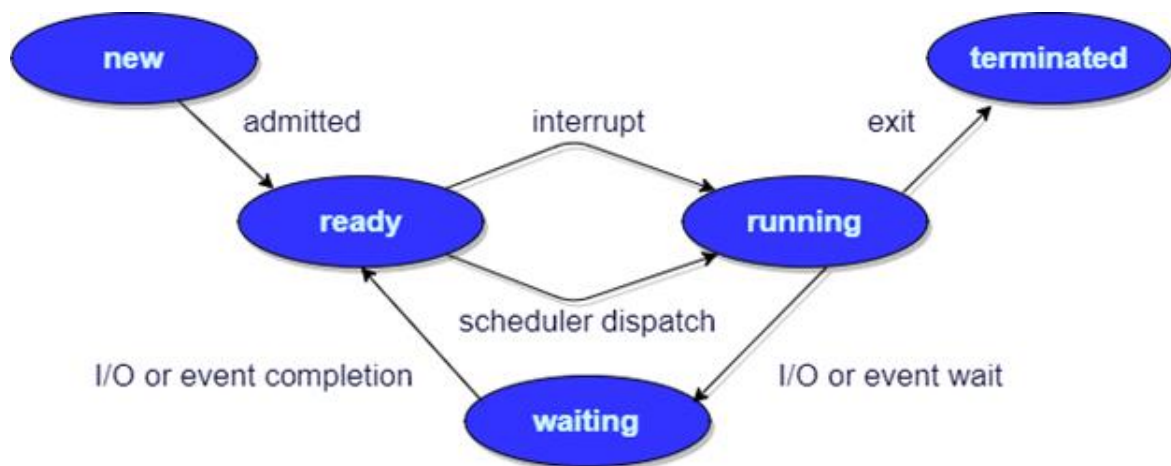 new
terminated
admitted
interrupt
exit
ready
running
scheduler dispatch
I/O or event completion
I/O or event wait
waiting